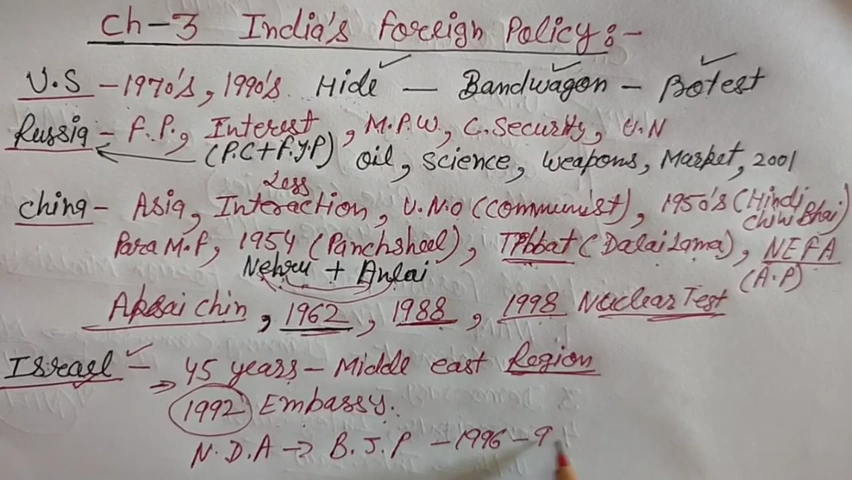 Ch-3 India's Foreign Policy:-
U.S - 1970's, 1990's Hide - Bandwagon - Botest
Russia - F.P., Interest, M.P.W., C.Security, U.N
(P.C + F.Y.P) Oil, Science, Weapons, Market, 2001
Less
China - Asia, Interaction, U.N.O (Communist), 1950's (Hindi
Chini Bhai)
Para M.F, 1954 (Panchsheel), Tibbat (Dalai Lama), NEFA
Nehru + Anlai
(A.P)
Aksai Chin, 1962, 1988, 1998 Nuclear Test
Israel - 45 years - Middle east Region
1992 Embassy.
N.D.A → B.J.P - 1996 - 9